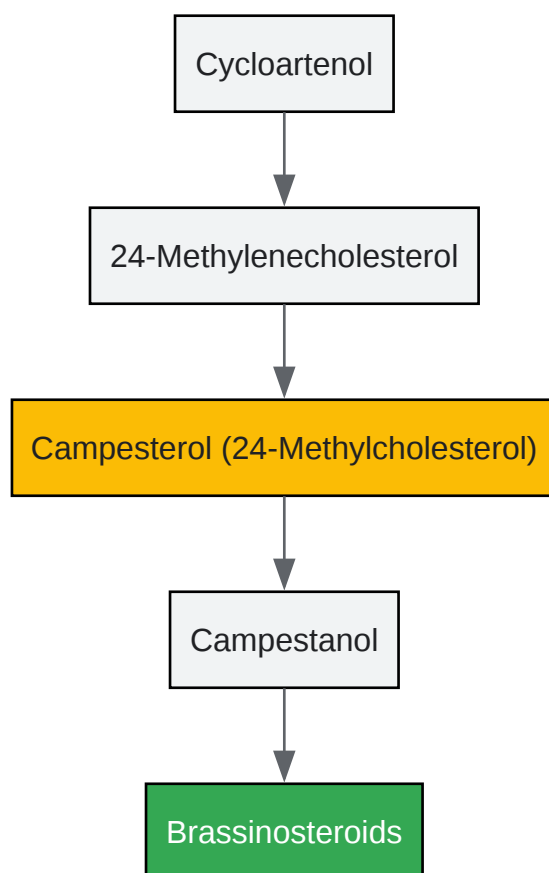 Cycloartenol
24-Methylenecholesterol
Campesterol (24-Methylcholesterol)
Campestanol
Brassinosteroids